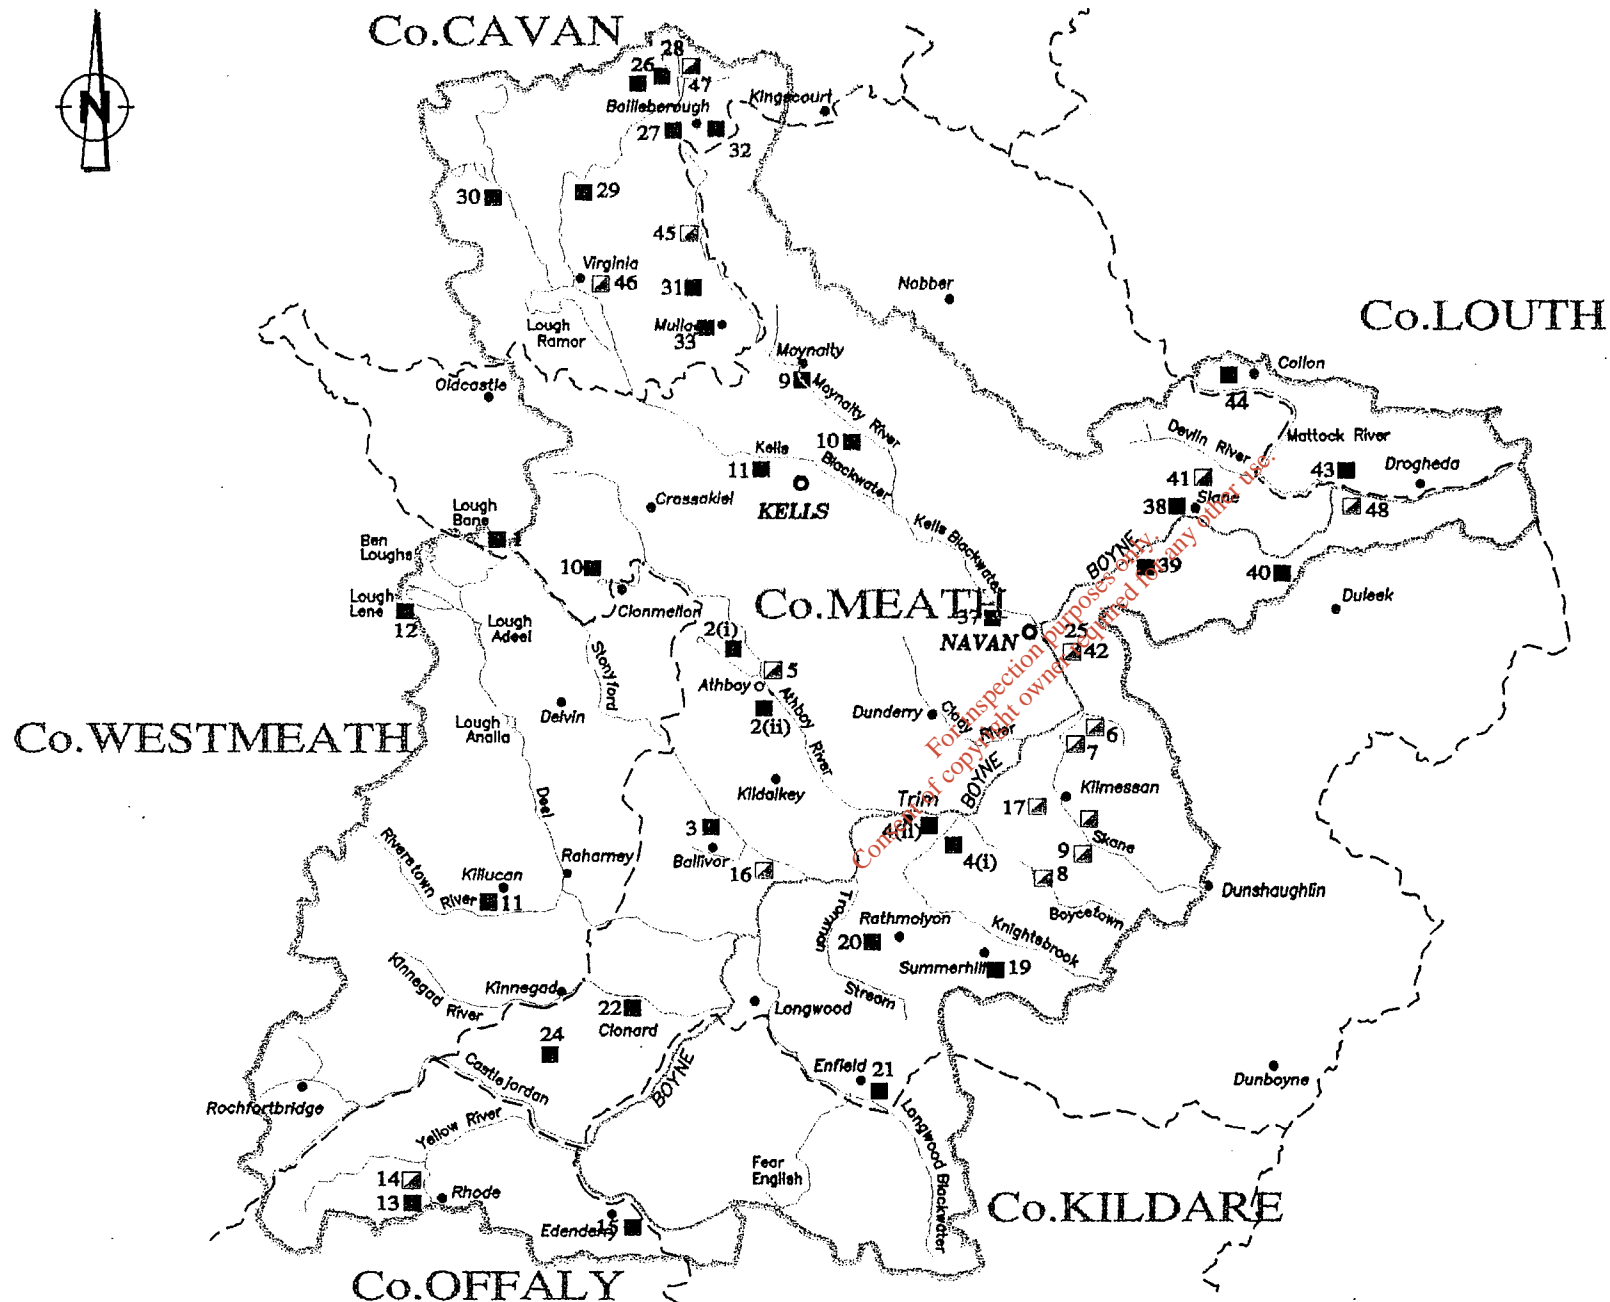 Co.CAVAN
N
28
26
47
Bailieborough
Kingscourt
27
32
30
29
45
Virginia
46
31
Nobber
Lough
Ramor
33
Co.LOUTH
Moynalty
Oldcastle
9
Moynalty River
Collon
44
10
Devlin River
Mattock River
Kells
Blackwater
11
KELLS
43
Drogheda
41
Slane
38
48
Crossakiel
Lough
Bane
1
Ben
Loughs
Kells Blackwater
BOYNE
39
40
10
Clonmellon
Co.MEATH
Duleek
Lough
Lene
12
Lough
Adeel
37
NAVAN
25
42
2(i)
Stonyford
5
Athboy
Athboy River
2(ii)
Delvin
Dunderry
Clady River
6
7
Co.WESTMEATH
Lough
Analla
BOYNE
Kildalkey
Kilmessan
17
Deel
Trim
4(ii)
4(i)
Skane
3
Ballivor
16
9
8
Riverstown
River
Killucan
11
Raharney
Dunshaughlin
Boycetown
Tromman
Stream
Rathmolyon
20
Knightsbrook
Summerhill
19
Kinnegad
River
Kinnegad
22
Clonard
Longwood
24
BOYNE
Castlejordan
Enfield
21
Dunboyne
Rochfortbridge
Yellow River
Longwood Blackwater
Fear
English
14
13
Rhode
Co.KILDARE
Edenderry
15
Co.OFFALY
For inspection purposes only.
Consent of copyright owner required for any other use.